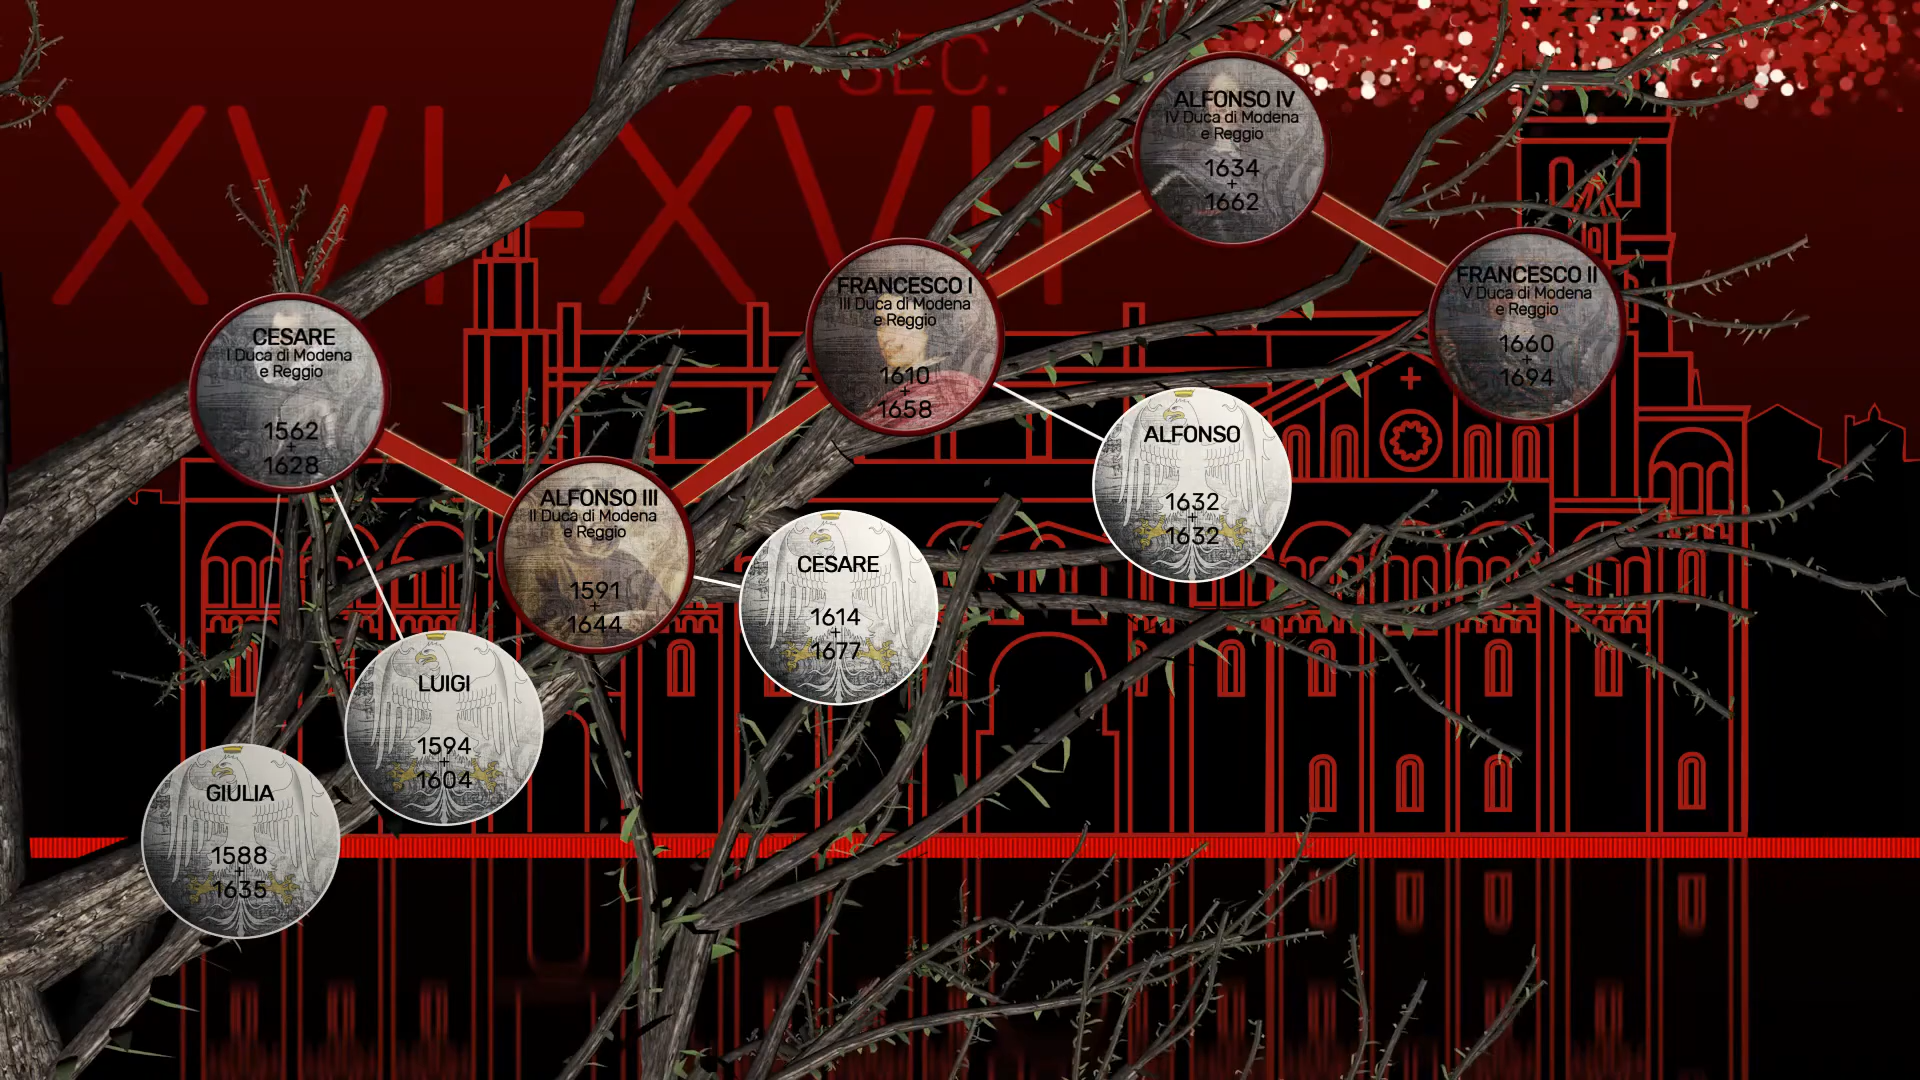 SEC.
XVI-XVII
ALFONSO IV
IV Duca di Modena
e Reggio
1634
+
1662
FRANCESCO II
V Duca di Modena
e Reggio
1660
+
1694
FRANCESCO I
III Duca di Modena
e Reggio
1610
+
1658
CESARE
I Duca di Modena
e Reggio
1562
+
1628
ALFONSO
1632
+
1632
ALFONSO III
II Duca di Modena
e Reggio
1591
+
1644
CESARE
1614
+
1677
LUIGI
1594
+
1604
GIULIA
1588
+
1635